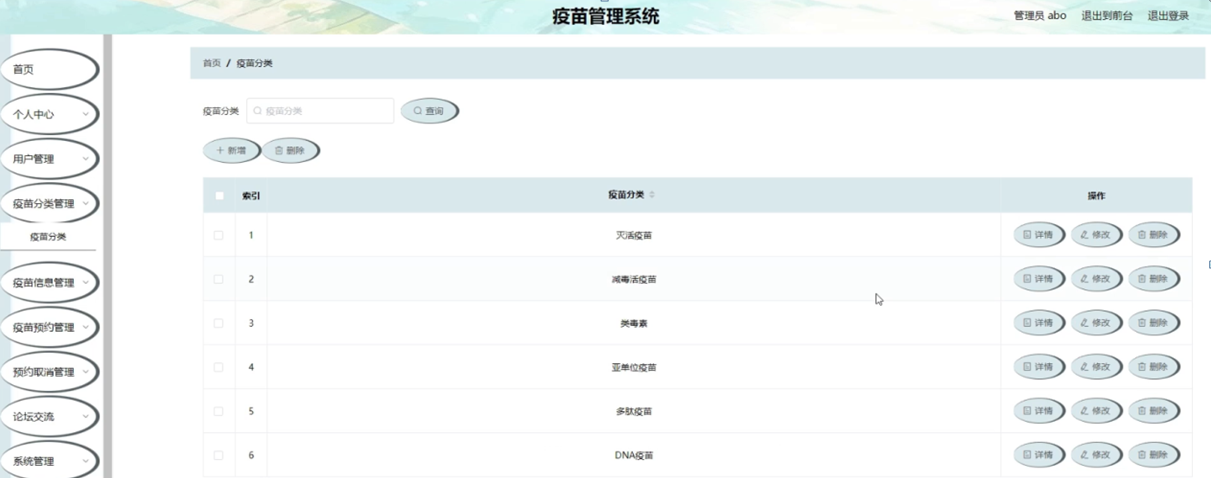 疫苗管理系统
管理员 abo 退出到前台 退出登录
首页
个人中心
用户管理
疫苗分类管理
疫苗分类
疫苗信息管理
疫苗预约管理
预约取消管理
论坛交流
系统管理
首页 / 疫苗分类
疫苗分类 疫苗分类 查询
新增 删除
索引 疫苗分类 操作
1 灭活疫苗 详情 修改 删除
2 减毒活疫苗 详情 修改 删除
3 类毒素 详情 修改 删除
4 亚单位疫苗 详情 修改 删除
5 多肽疫苗 详情 修改 删除
6 DNA疫苗 详情 修改 删除